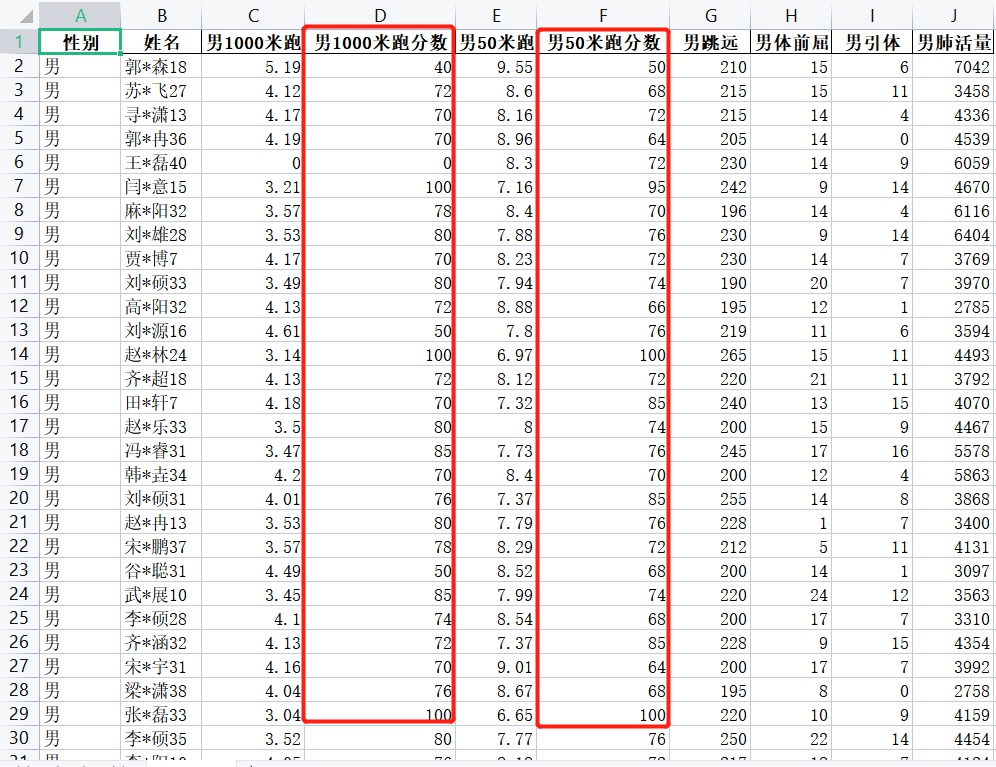 A B C D E F G H I J
1 性别 姓名 男1000米跑 男1000米跑分数 男50米跑 男50米跑分数 男跳远 男体前屈 男引体 男肺活量
2 男 郭*森18 5.19 40 9.55 50 210 15 6 7042
3 男 苏*飞27 4.12 72 8.6 68 215 15 11 3458
4 男 寻*潇13 4.17 70 8.16 72 215 14 4 4336
5 男 郭*冉36 4.19 70 8.96 64 205 14 0 4539
6 男 王*磊40 0 0 8.3 72 230 14 9 6059
7 男 闫*意15 3.21 100 7.16 95 242 9 14 4670
8 男 麻*阳32 3.57 78 8.4 70 196 14 4 6116
9 男 刘*雄28 3.53 80 7.88 76 230 9 14 6404
10 男 贾*博7 4.17 70 8.23 72 230 14 7 3769
11 男 刘*硕33 3.49 80 7.94 74 190 20 7 3970
12 男 高*阳32 4.13 72 8.88 66 195 12 1 2785
13 男 刘*源16 4.61 50 7.8 76 219 11 6 3594
14 男 赵*林24 3.14 100 6.97 100 265 15 11 4493
15 男 齐*超18 4.13 72 8.12 72 220 21 11 3792
16 男 田*轩7 4.18 70 7.32 85 240 13 15 4070
17 男 赵*乐33 3.5 80 8 74 200 15 9 4467
18 男 冯*睿31 3.47 85 7.73 76 245 17 16 5578
19 男 韩*垚34 4.2 70 8.4 70 200 12 4 5863
20 男 刘*硕31 4.01 76 7.37 85 255 14 8 3868
21 男 赵*冉13 3.53 80 7.79 76 228 1 7 3400
22 男 宋*鹏37 3.57 78 8.29 72 212 5 11 4131
23 男 谷*聪31 4.49 50 8.52 68 200 14 1 3097
24 男 武*展10 3.45 85 7.99 74 220 24 12 3563
25 男 李*硕28 4.1 74 8.54 68 200 17 7 3310
26 男 齐*涵32 4.13 72 7.37 85 228 9 15 4354
27 男 宋*宇31 4.16 70 9.01 64 200 17 7 3992
28 男 梁*潇38 4.04 76 8.67 68 195 8 0 2758
29 男 张*磊33 3.04 100 6.65 100 220 10 9 4159
30 男 李*硕35 3.52 80 7.77 76 250 22 14 4454